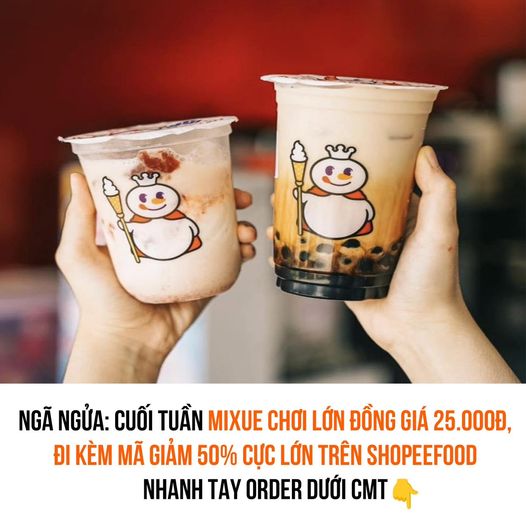 NGÃ NGỬA: CUỐI TUẦN MIXUE CHƠI LỚN ĐỒNG GIÁ 25.000Đ,
ĐI KÈM MÃ GIẢM 50% CỰC LỚN TRÊN SHOPEEFOOD
NHANH TAY ORDER DƯỚI CMT👇